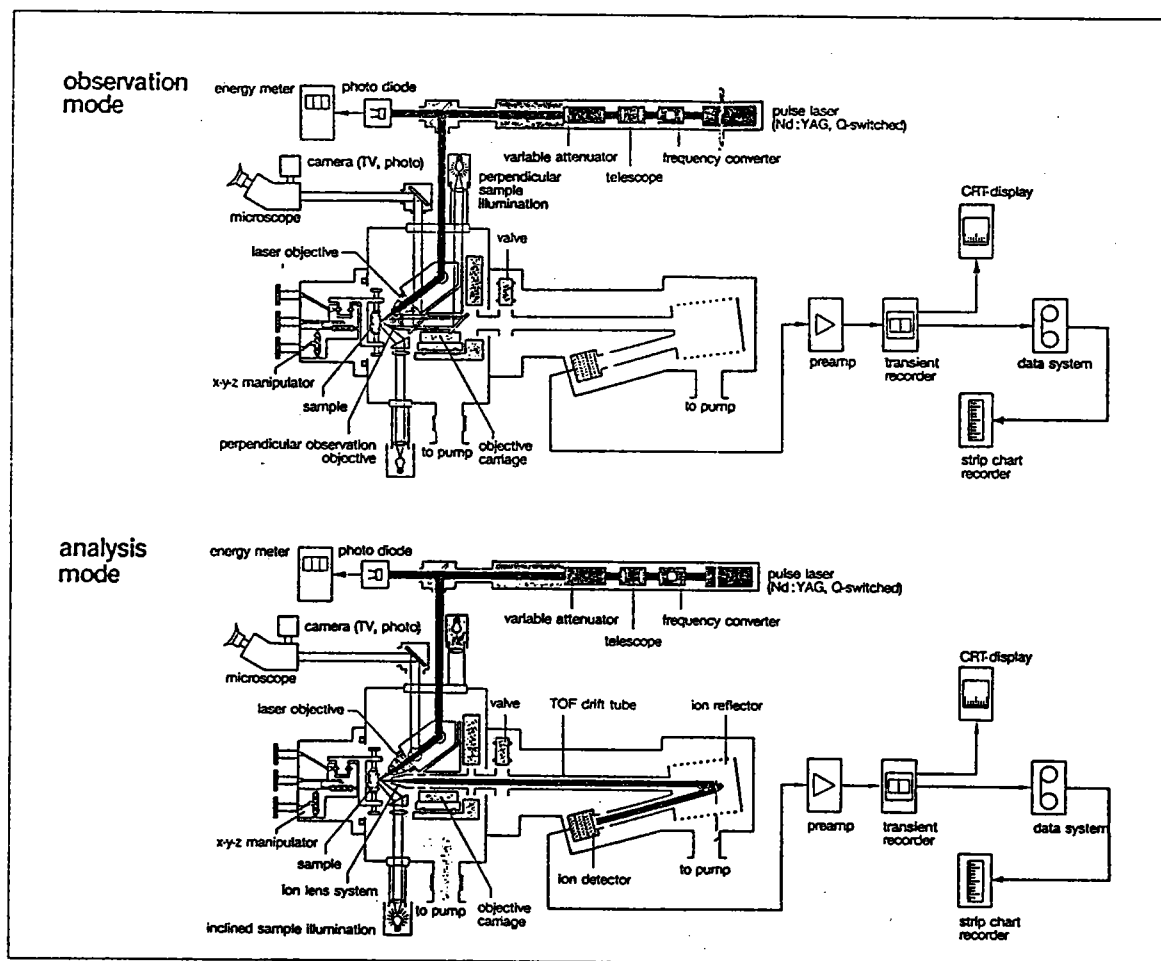 observation
mode
energy meter
photo diode
pulse laser
(Nd:YAG, Q-switched)
variable attenuator
frequency converter
telescope
camera (TV, photo)
perpendicular
sample
illumination
microscope
laser objective
valve
CRT-display
preamp
transient
recorder
data system
x-y-z manipulator
sample
to pump
perpendicular observation
objective
to pump
objective
carriage
strip chart
recorder
analysis
mode
energy meter
photo diode
pulse laser
(Nd:YAG, Q-switched)
variable attenuator
frequency converter
telescope
camera (TV, photo)
microscope
CRT-display
laser objective
valve
TOF drift tube
ion reflector
preamp
transient
recorder
data system
x-y-z manipulator
sample
ion lens system
to pump
objective
carriage
ion detector
to pump
inclined sample illumination
strip chart
recorder